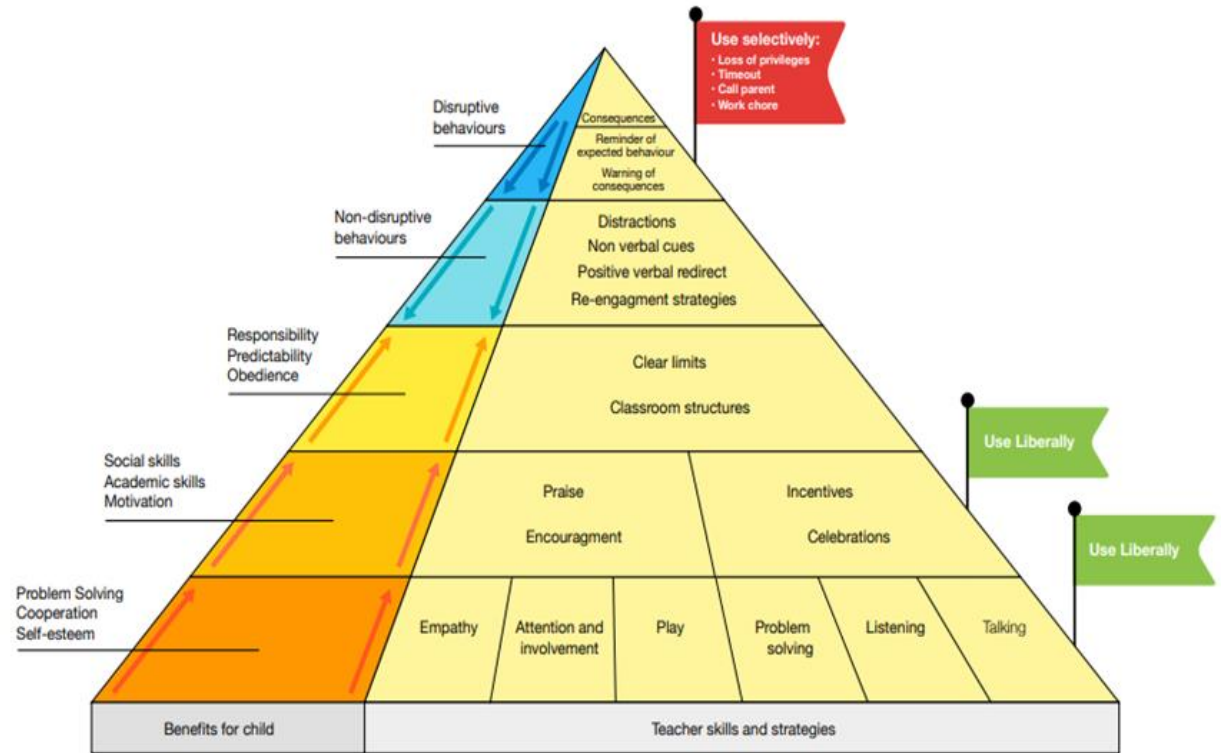 Use selectively:
• Loss of privileges
• Timeout
• Call parent
• Work chore
Disruptive
behaviours
Consequences
Reminder of
expected behaviour
Warning of
consequences
Non-disruptive
behaviours
Distractions
Non verbal cues
Positive verbal redirect
Re-engagment strategies
Responsibility
Predictability
Obedience
Clear limits
Classroom structures
Use Liberally
Social skills
Academic skills
Motivation
Praise
Encouragment
Incentives
Celebrations
Use Liberally
Problem Solving
Cooperation
Self-esteem
Empathy
Attention and
involvement
Play
Problem
solving
Listening
Talking
Benefits for child
Teacher skills and strategies